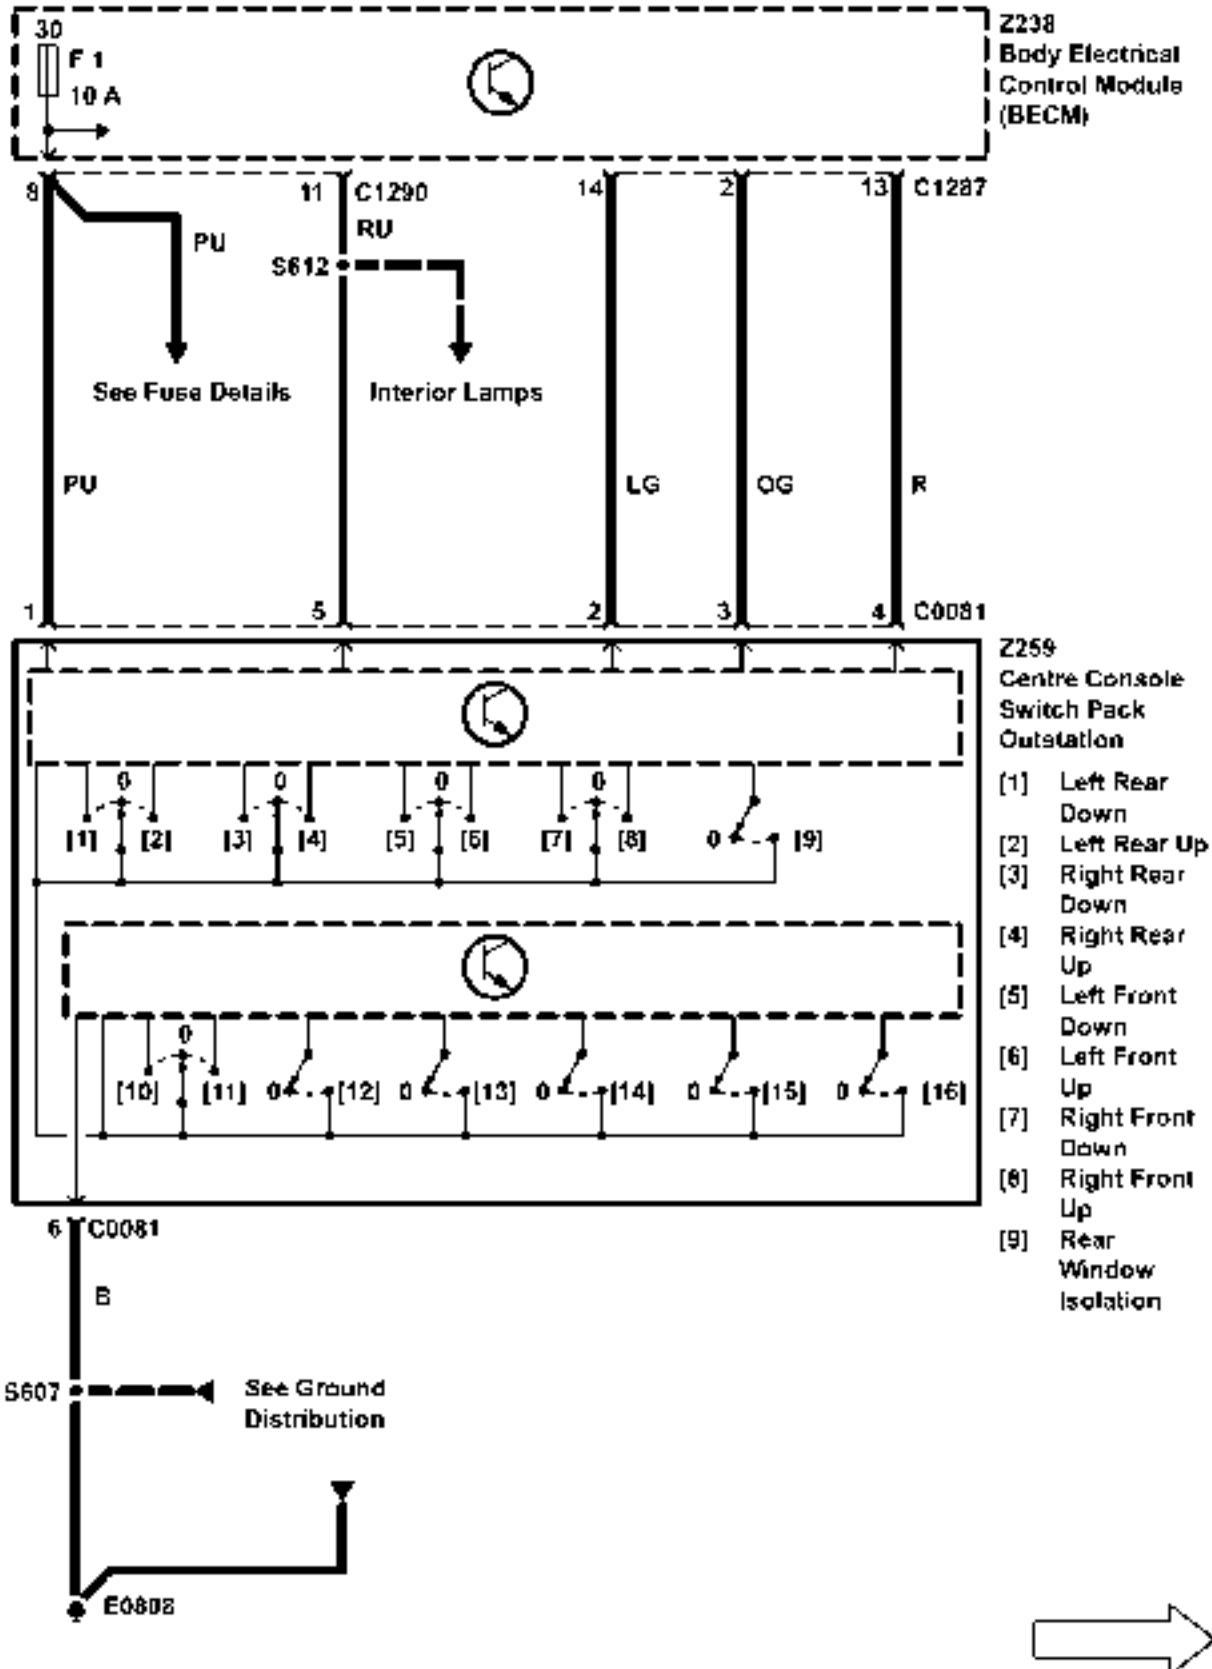 30
F 1
10 A
Z238
Body Electrical
Control Module
(BECM)
8
11
C1290
14
2
13
C1287
PU
RU
S612
See Fuse Details
Interior Lamps
PU
LG
OG
R
1
5
2
3
4
C0081
Z259
Centre Console
Switch Pack
Outstation
0
0
0
0
[1]
[2]
[3]
[4]
[5]
[6]
[7]
[8]
0
[9]
[1] Left Rear
Down
[2] Left Rear Up
[3] Right Rear
Down
[4] Right Rear
Up
[5] Left Front
Down
[6] Left Front
Up
[7] Right Front
Down
[8] Right Front
Up
[9] Rear
Window
Isolation
0
[10]
[11]
0
[12]
0
[13]
0
[14]
0
[15]
0
[16]
6
C0081
B
S607
See Ground
Distribution
E0808